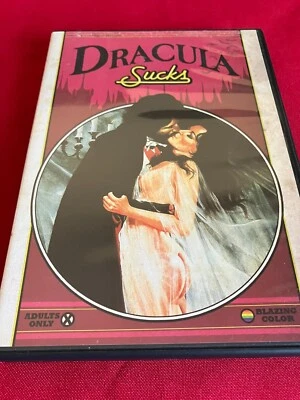 DRACULA
Sucks
ADULTS
ONLY
X
BLAZING
COLOR